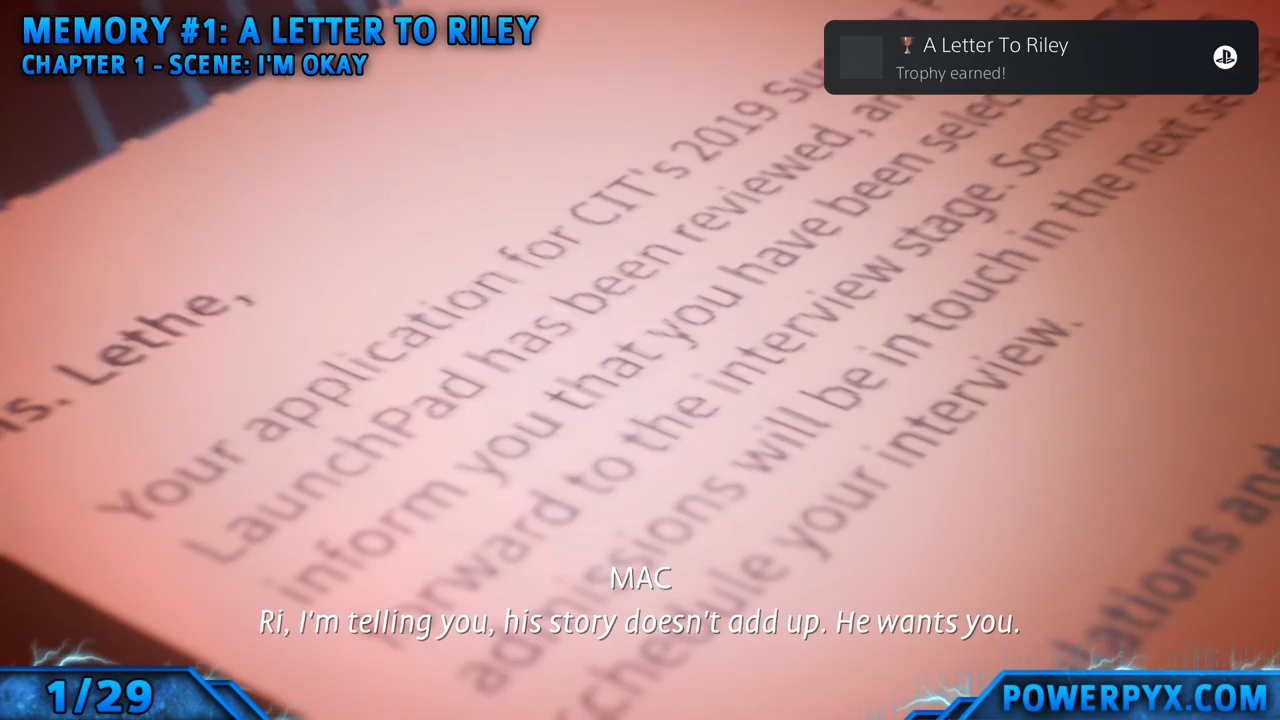 MEMORY #1: A LETTER TO RILEY
CHAPTER 1 - SCENE: I'M OKAY
A Letter To Riley
Trophy earned!
s. Lethe,
Your application for CIT's 2019 Su
LaunchPad has been reviewed, an
inform you that you have been selec
forward to the interview stage. Someo
admissions will be in touch in the next se
schedule your interview.
lations and
MAC
Ri, I'm telling you, his story doesn't add up. He wants you.
1/29
POWERPYX.COM